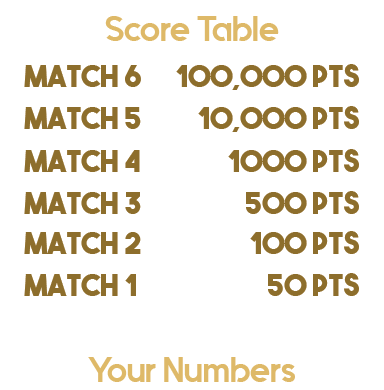 Score Table
MATCH 6 100,000 PTS
MATCH 5 10,000 PTS
MATCH 4 1000 PTS
MATCH 3 500 PTS
MATCH 2 100 PTS
MATCH 1 50 PTS
Your Numbers